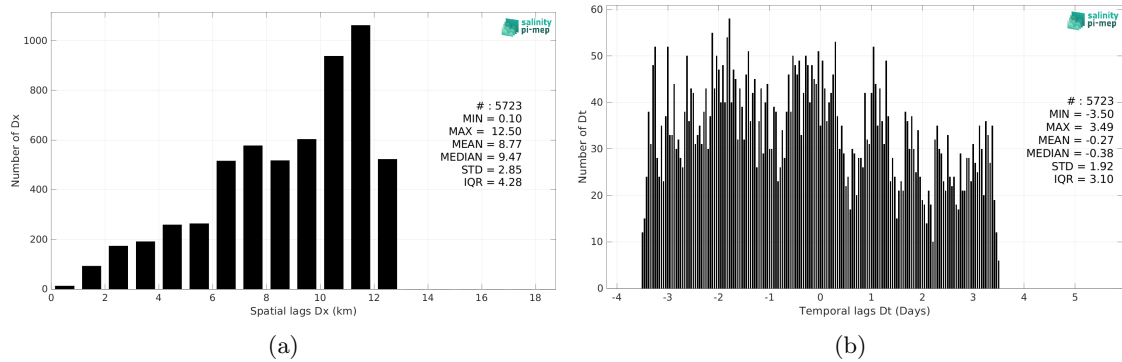 salinity
pi-mep
1000
800
600
400
200
0
Number of Dx
# : 5723
MIN = 0.10
MAX = 12.50
MEAN = 8.77
MEDIAN = 9.47
STD = 2.85
IQR = 4.28
0 2 4 6 8 10 12 14 16 18
Spatial lags Dx (km)
(a)
salinity
pi-mep
60
50
40
30
20
10
0
Number of Dt
# : 5723
MIN = -3.50
MAX = 3.49
MEAN = -0.27
MEDIAN = -0.38
STD = 1.92
IQR = 3.10
-4 -3 -2 -1 0 1 2 3 4 5
Temporal lags Dt (Days)
(b)